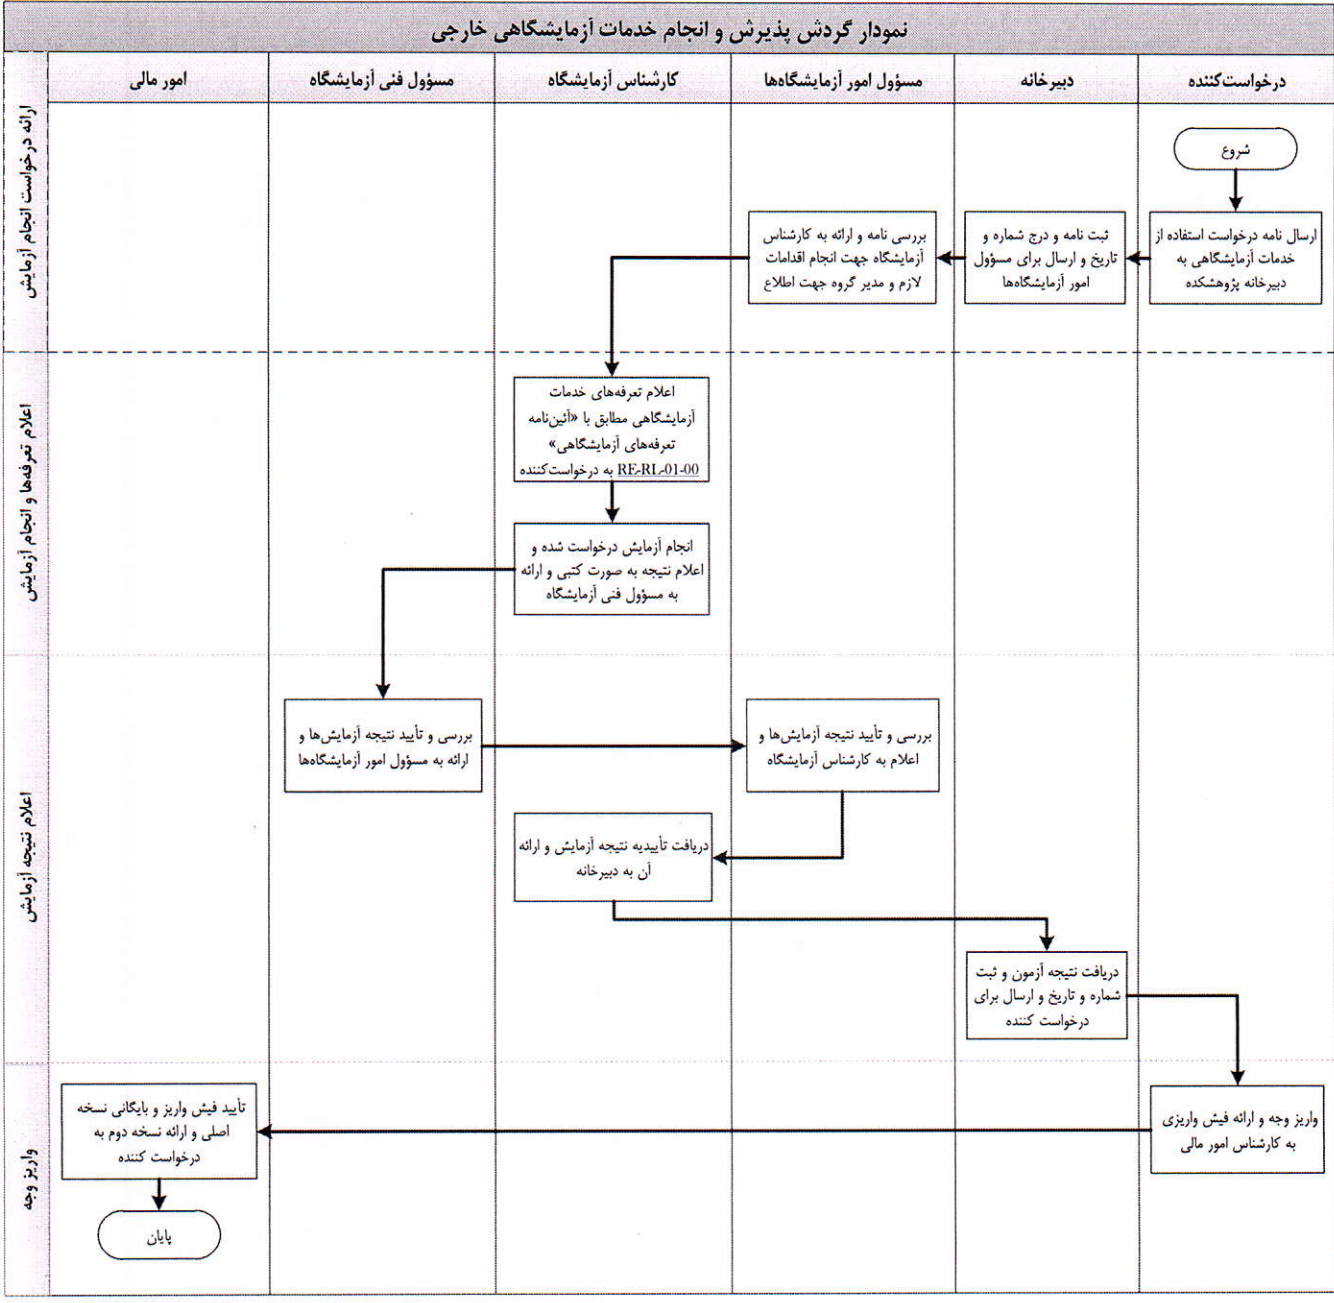 نمودار گردش پذیرش و انجام خدمات آزمایشگاهی خارجی
درخواست‌کننده
دبیرخانه
مسؤول امور آزمایشگاه‌ها
کارشناس آزمایشگاه
مسؤول فنی آزمایشگاه
امور مالی
ارائه درخواست انجام آزمایش
شروع
ارسال نامه درخواست استفاده از
خدمات آزمایشگاهی به
دبیرخانه پژوهشکده
ثبت نامه و درج شماره و
تاریخ و ارسال برای مسؤول
امور آزمایشگاه‌ها
بررسی نامه و ارائه به کارشناس
آزمایشگاه جهت انجام اقدامات
لازم و مدیر گروه جهت اطلاع
اعلام تعرفه‌ها و انجام آزمایش
اعلام تعرفه‌های خدمات
آزمایشگاهی مطابق با «آئین‌نامه
تعرفه‌های آزمایشگاهی»
RE-RL-01-00 به درخواست‌کننده
انجام آزمایش درخواست شده و
اعلام نتیجه به صورت کتبی و ارائه
به مسؤول فنی آزمایشگاه
اعلام نتیجه آزمایش
بررسی و تأیید نتیجه آزمایش‌ها و
ارائه به مسؤول امور آزمایشگاه‌ها
بررسی و تأیید نتیجه آزمایش‌ها و
اعلام به کارشناس آزمایشگاه
دریافت تأییدیه نتیجه آزمایش و ارائه
آن به دبیرخانه
دریافت نتیجه آزمون و ثبت
شماره و تاریخ و ارسال برای
درخواست کننده
واریز وجه
واریز وجه و ارائه فیش واریزی
به کارشناس امور مالی
تأیید فیش واریز و بایگانی نسخه
اصلی و ارائه نسخه دوم به
درخواست کننده
پایان